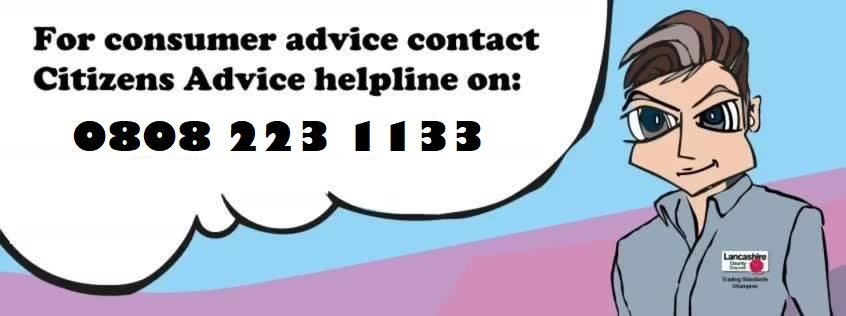 For consumer advice contact
Citizens Advice helpline on:
0808 223 1133
Lancashire
County
Council
Trading Standards
Champion